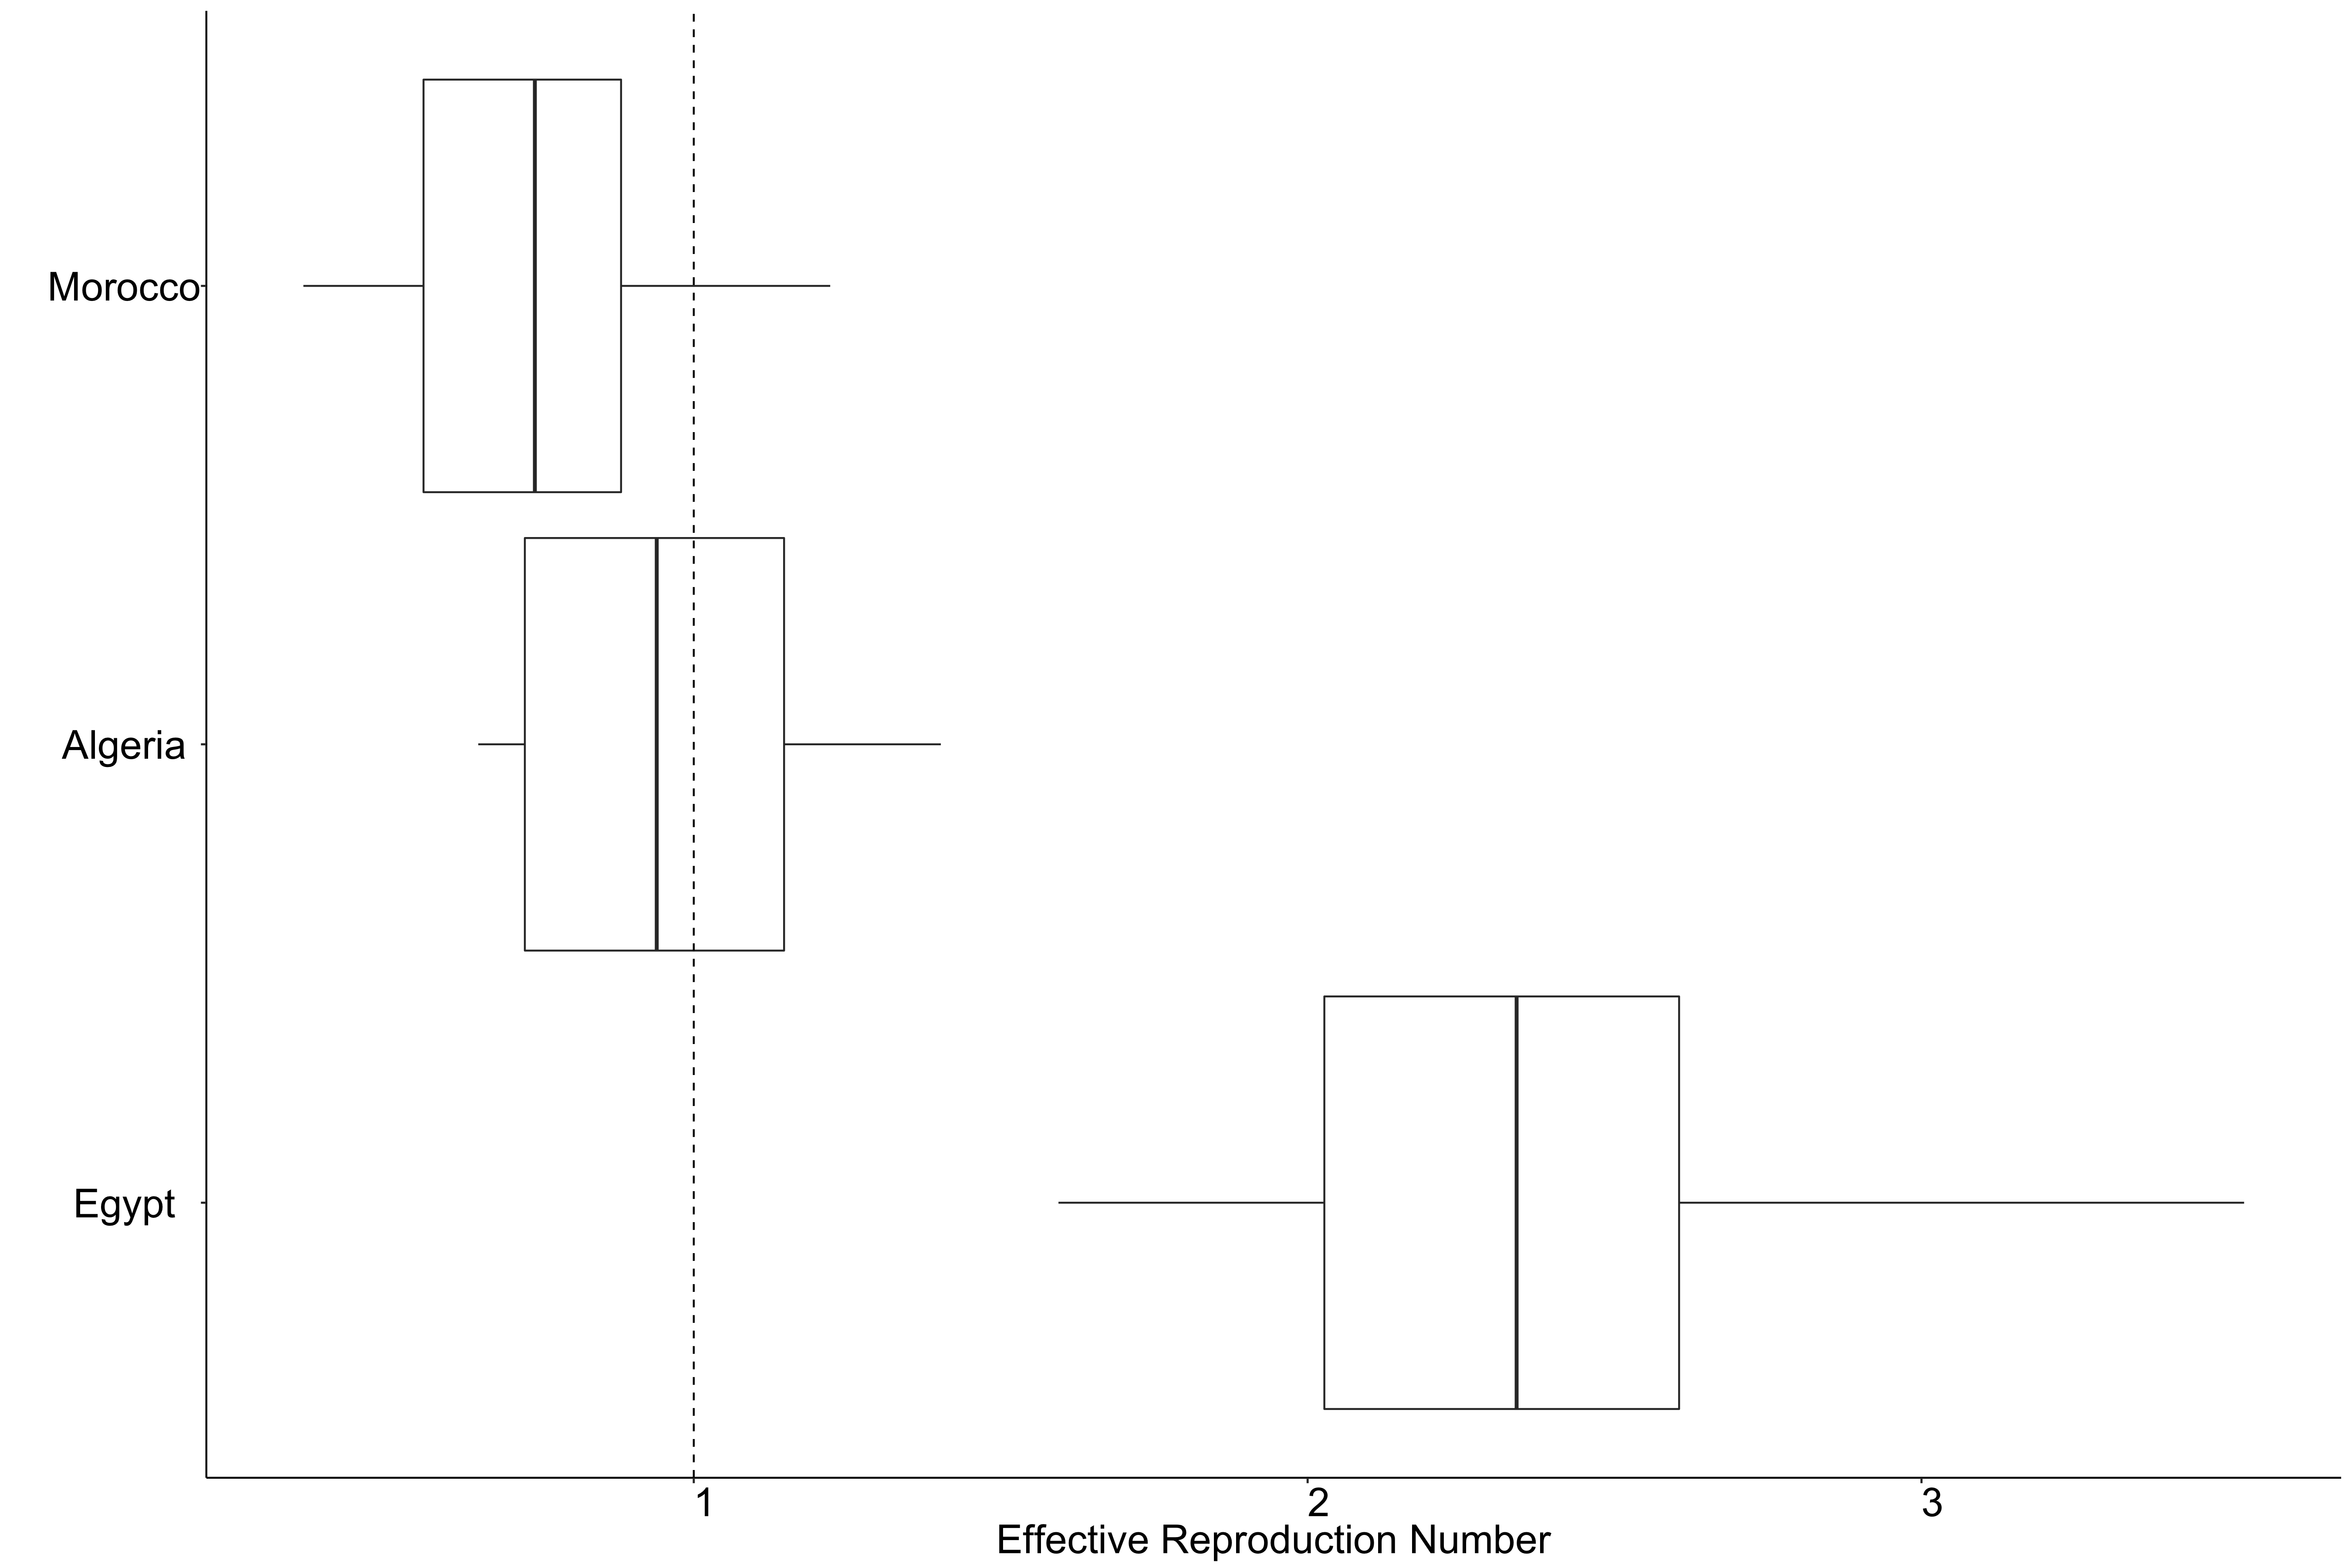 Morocco
Algeria
Egypt
1 2 3
Effective Reproduction Number